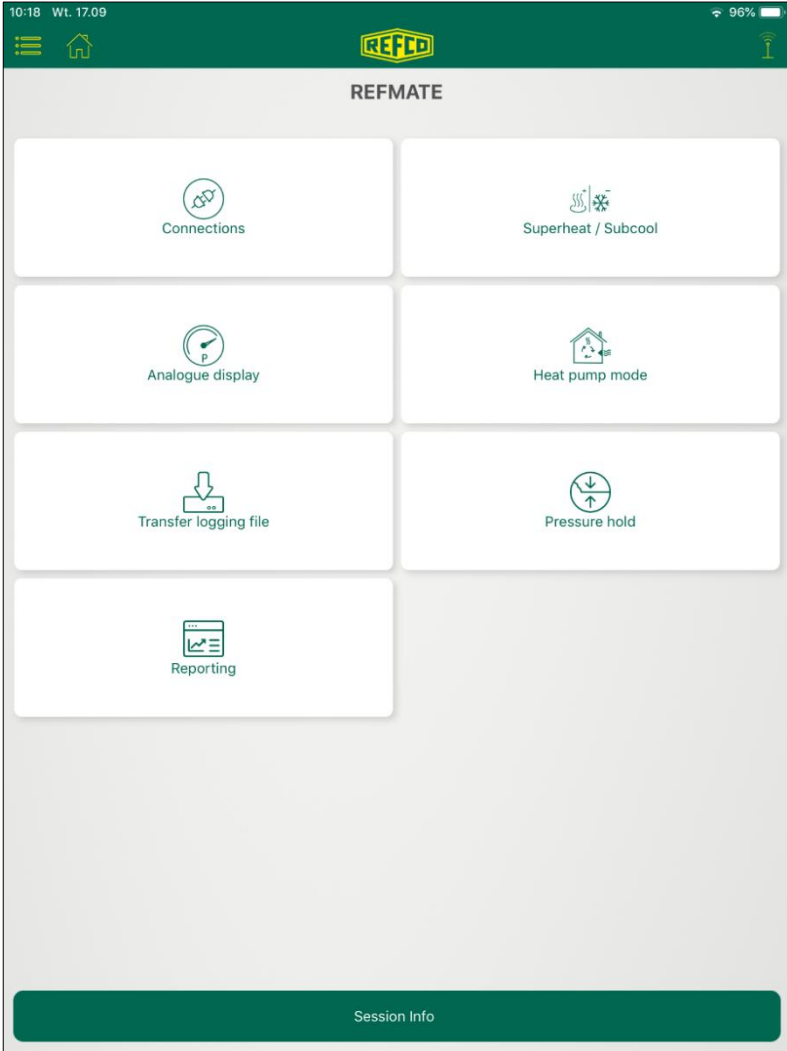 10:18 Wt. 17.09 96%
REFCO
REFMATE
Connections
Superheat / Subcool
P
Analogue display
Heat pump mode
Transfer logging file
Pressure hold
Reporting
Session Info